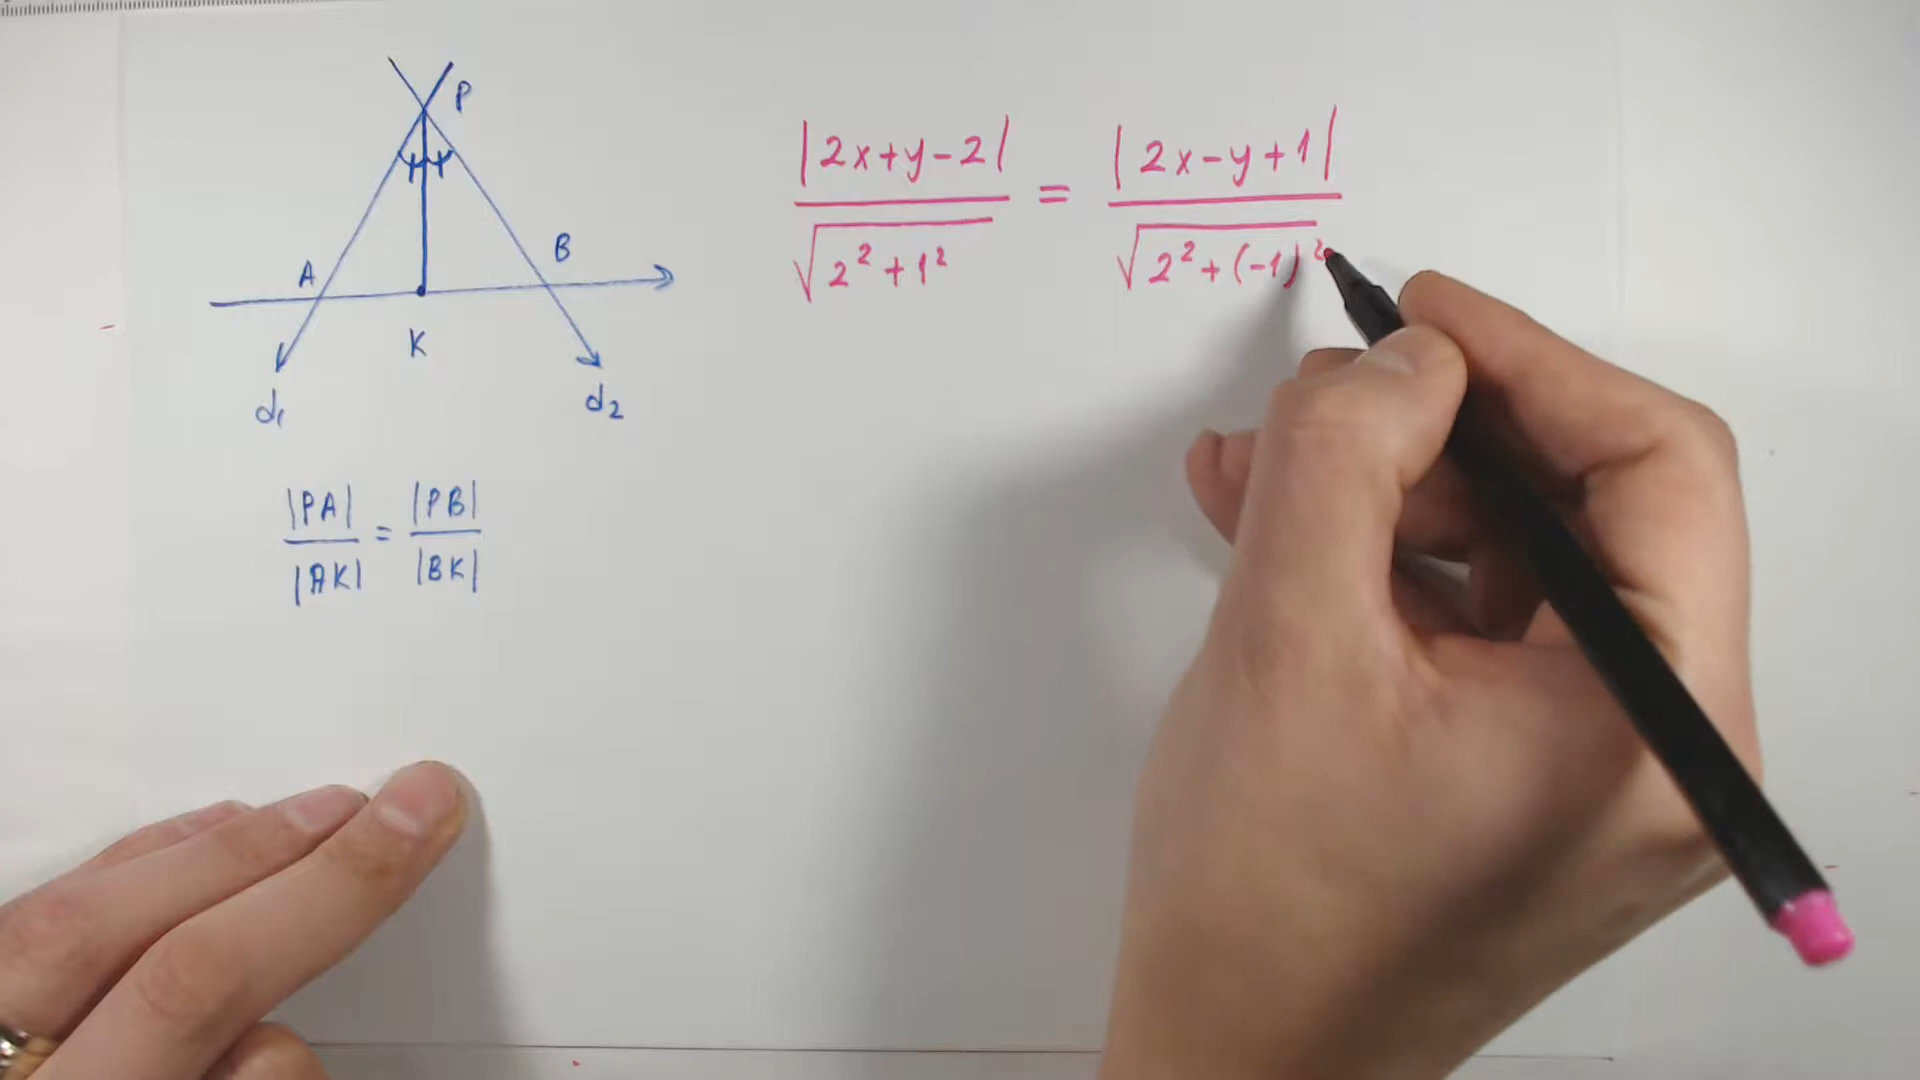 P
A
B
K
d₁
d₂
|PA|/|AK| = |PB|/|BK|
|2x+y-2|/√(2²+1²) = |2x-y+1|/√(2²+(-1)²)